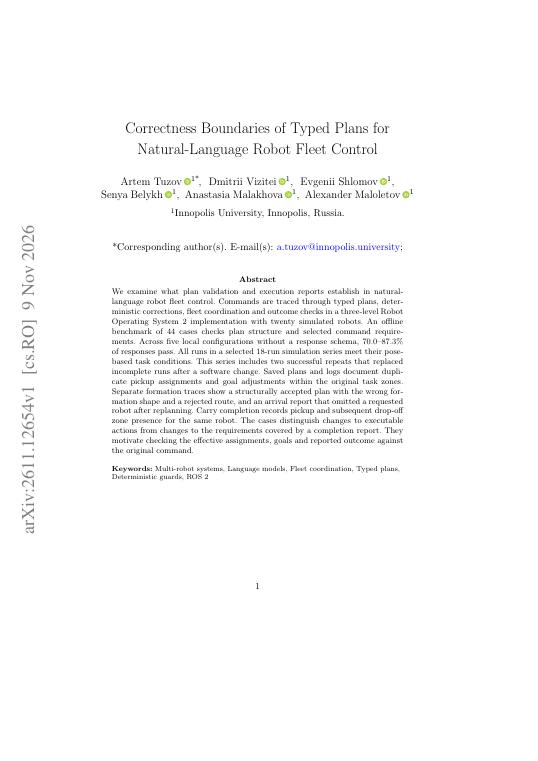 Correctness Boundaries of Typed Plans for
Natural-Language Robot Fleet Control
Artem Tuzov 1*, Dmitrii Vizitei 1, Evgenii Shlomov 1,
Senya Belykh 1, Anastasia Malakhova 1, Alexander Maloletov 1
1Innopolis University, Innopolis, Russia.
*Corresponding author(s). E-mail(s): a.tuzov@innopolis.university;
Abstract
We examine what plan validation and execution reports establish in natural-
language robot fleet control. Commands are traced through typed plans, deter-
ministic corrections, fleet coordination and outcome checks in a three-level Robot
Operating System 2 implementation with twenty simulated robots. An offline
benchmark of 44 cases checks plan structure and selected command require-
ments. Across five local configurations without a response schema, 70.0–87.3%
of responses pass. All runs in a selected 18-run simulation series meet their pose-
based task conditions. This series includes two successful repeats that replaced
incomplete runs after a software change. Saved plans and logs document dupli-
cate pickup assignments and goal adjustments within the original task zones.
Separate formation traces show a structurally accepted plan with the wrong for-
mation shape and a rejected route, and an arrival report that omitted a requested
robot after replanning. Carry completion records pickup and subsequent drop-off
zone presence for the same robot. The cases distinguish changes to executable
actions from changes to the requirements covered by a completion report. They
motivate checking the effective assignments, goals and reported outcome against
the original command.
Keywords: Multi-robot systems, Language models, Fleet coordination, Typed plans,
Deterministic guards, ROS 2
1
arXiv:2611.12654v1 [cs.RO] 9 Nov 2026